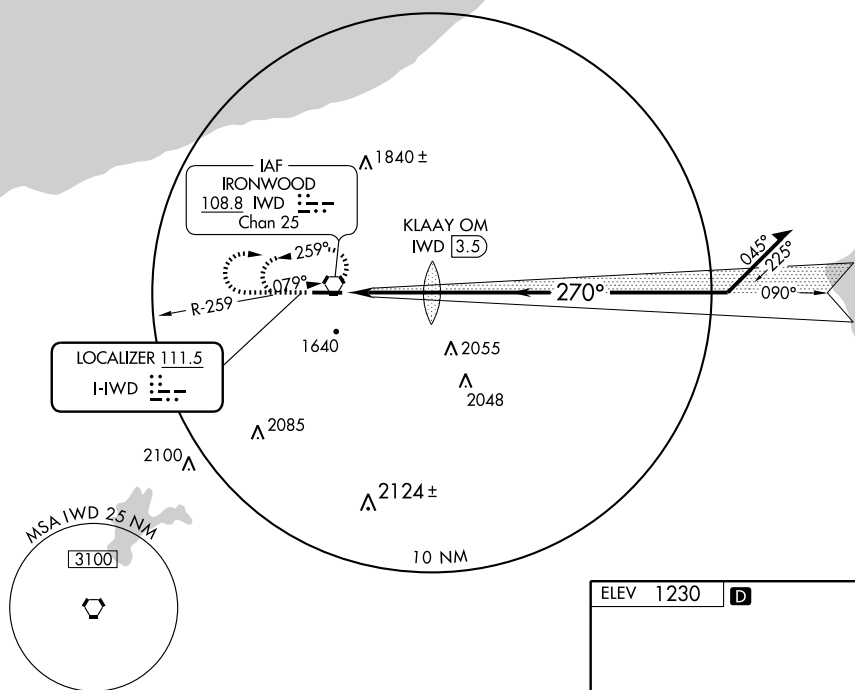 1840 ±
IAF
IRONWOOD
108.8 IWD
Chan 25
KLAAY OM
IWD 3.5
259°
079°
045°
225°
R-259
270°
090°
1640
LOCALIZER 111.5
I-IWD
2055
2048
2085
2100
2124 ±
MSA IWD 25 NM
3100
10 NM
ELEV 1230 D